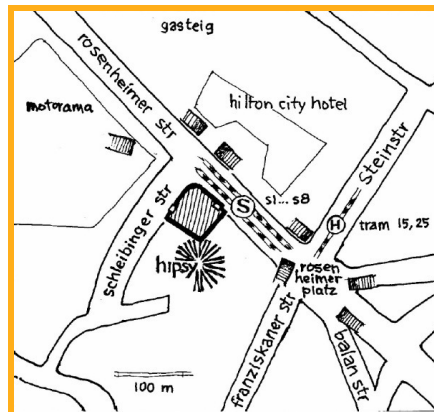 gasteig
rosenheimer str
motorama
hilton city hotel
Steinstr
S
s1... s8
H
tram 15, 25
schleibinger str
hipsy
rosen
heimer
platz
franziskaner str
balan str
100 m